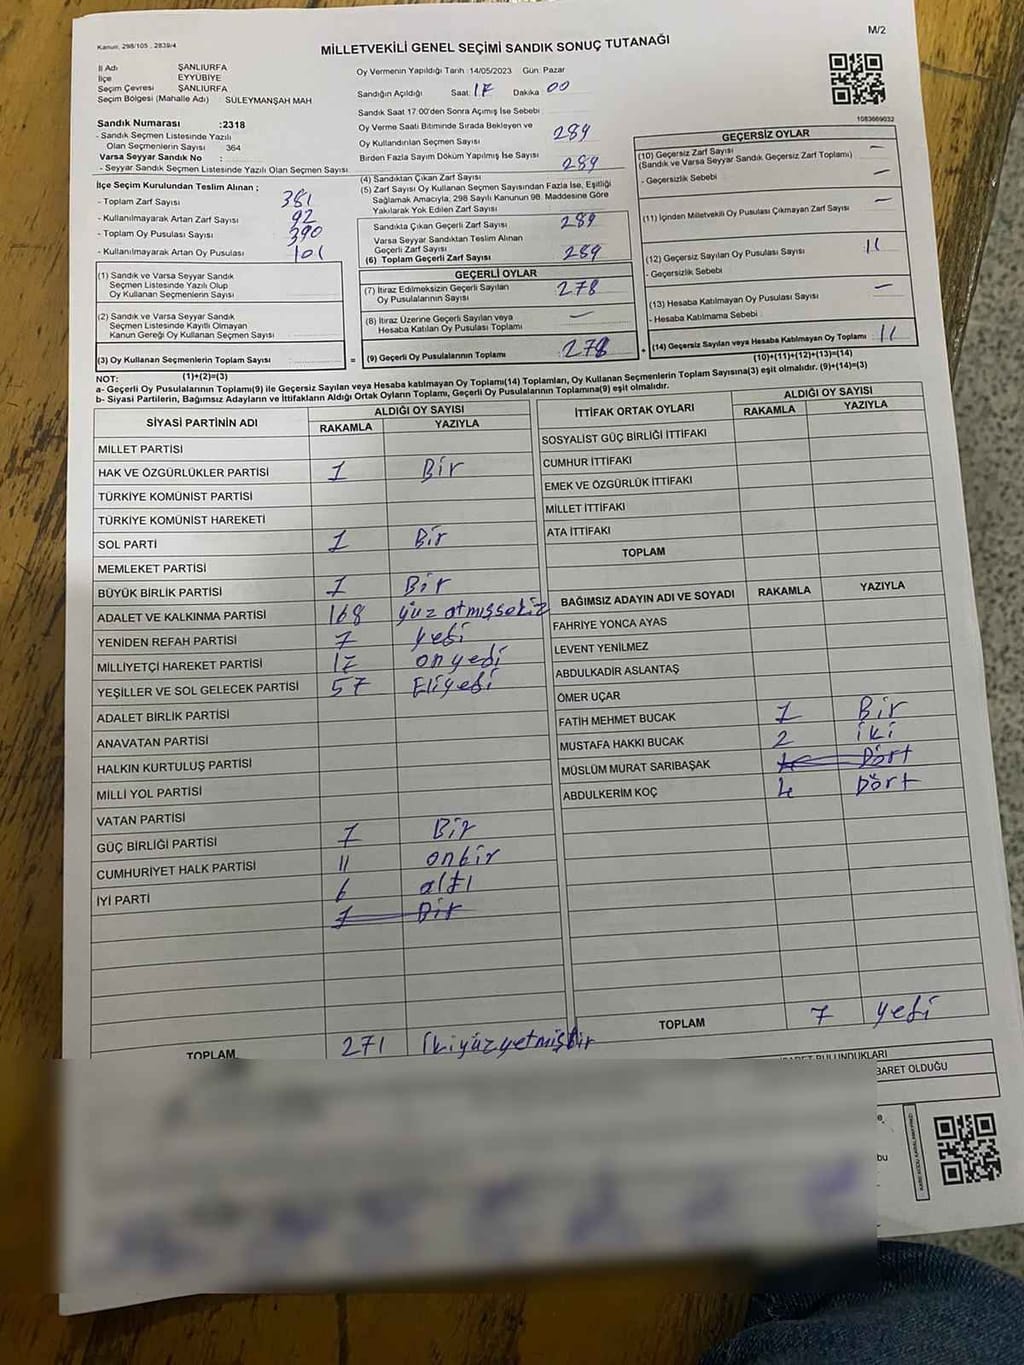 Kanun, 298/105 , 2839/4
M/2
MİLLETVEKİLİ GENEL SEÇİMİ SANDIK SONUÇ TUTANAĞI
İl Adı ŞANLIURFA
İlçe EYYÜBİYE
Seçim Çevresi ŞANLIURFA
Seçim Bölgesi (Mahalle Adı) : SÜLEYMANŞAH MAH
Sandık Numarası :2318
- Sandık Seçmen Listesinde Yazılı
Olan Seçmenlerin Sayısı 364
Varsa Seyyar Sandık No :
- Seyyar Sandık Seçmen Listesinde Yazılı Olan Seçmen Sayısı
İlçe Seçim Kurulundan Teslim Alınan ;
- Toplam Zarf Sayısı 381
- Kullanılmayarak Artan Zarf Sayısı 92
- Toplam Oy Pusulası Sayısı 390
- Kullanılmayarak Artan Oy Pusulası 101
(1) Sandık ve Varsa Seyyar Sandık
Seçmen Listesinde Yazılı Olup
Oy Kullanan Seçmenlerin Sayısı
(2) Sandık ve Varsa Seyyar Sandık
Seçmen Listesinde Kayıtlı Olmayan
Kanun Gereği Oy Kullanan Seçmen Sayısı
(3) Oy Kullanan Seçmenlerin Toplam Sayısı
(1)+(2)=(3)
Oy Vermenin Yapıldığı Tarih :14/05/2023 Gün: Pazar
Sandığın Açıldığı Saat: 17 Dakika 00
Sandık Saat 17:00'den Sonra Açımış İse Sebebi
Oy Verme Saati Bitiminde Sırada Bekleyen ve
Oy Kullandırılan Seçmen Sayısı 289
Birden Fazla Sayım Döküm Yapılmış İse Sayısı
(4) Sandıktan Çıkan Zarf Sayısı 289
(5) Zarf Sayısı Oy Kullanan Seçmen Sayısından Fazla İse, Eşitliği
Sağlamak Amacıyla, 298 Sayılı Kanunun 98. Maddesine Göre
Yakılarak Yok Edilen Zarf Sayısı
Sandıkta Çıkan Geçerli Zarf Sayısı 289
Varsa Seyyar Sandıktan Teslim Alınan
Geçerli Zarf Sayısı
(6) Toplam Geçerli Zarf Sayısı 289
GEÇERLİ OYLAR
(7) İtiraz Edilmeksizin Geçerli Sayılan
Oy Pusulalarının Sayısı 278
(8) İtiraz Üzerine Geçerli Sayılan veya
Hesaba Katılan Oy Pusulası Toplamı —
= (9) Geçerli Oy Pusulalarının Toplamı 278
1083669032
GEÇERSİZ OYLAR
(10) Geçersiz Zarf Sayısı —
(Sandık ve Varsa Seyyar Sandık Geçersiz Zarf Toplamı)
- Geçersizlik Sebebi —
(11) İçinden Milletvekili Oy Pusulası Çıkmayan Zarf Sayısı —
(12) Geçersiz Sayılan Oy Pusulası Sayısı 11
- Geçersizlik Sebebi
(13) Hesaba Katılmayan Oy Pusulası Sayısı —
- Hesaba Katılmama Sebebi
+ (14) Geçersiz Sayılan veya Hesaba Katılmayan Oy Toplamı 11
(10)+(11)+(12)+(13)=(14)
NOT:
a- Geçerli Oy Pusulalarının Toplamı(9) ile Geçersiz Sayılan veya Hesaba katılmayan Oy Toplamı(14) Toplamları, Oy Kullanan Seçmenlerin Toplam Sayısına(3) eşit olmalıdır. (9)+(14)=(3)
b- Siyasi Partilerin, Bağımsız Adayların ve İttifakların Aldığı Ortak Oyların Toplamı, Geçerli Oy Pusulalarının Toplamına(9) eşit olmalıdır.
SİYASİ PARTİNİN ADI ALDIĞI OY SAYISI
RAKAMLA YAZIYLA
MİLLET PARTİSİ
HAK VE ÖZGÜRLÜKLER PARTİSİ 1 Bir
TÜRKİYE KOMÜNİST PARTİSİ
TÜRKİYE KOMÜNİST HAREKETİ
SOL PARTİ 1 Bir
MEMLEKET PARTİSİ
BÜYÜK BİRLİK PARTİSİ 1 Bir
ADALET VE KALKINMA PARTİSİ 168 yüz atmışsekiz
YENİDEN REFAH PARTİSİ 7 yedi
MİLLİYETÇİ HAREKET PARTİSİ 17 onyedi
YEŞİLLER VE SOL GELECEK PARTİSİ 57 Eliyedi
ADALET BİRLİK PARTİSİ
ANAVATAN PARTİSİ
HALKIN KURTULUŞ PARTİSİ
MİLLİ YOL PARTİSİ
VATAN PARTİSİ
GÜÇ BİRLİĞİ PARTİSİ 1 Bir
CUMHURİYET HALK PARTİSİ 11 onbir
İYİ PARTİ 6 altı
1 Bir
TOPLAM 271 İkiyüzyetmişbir
İTTİFAK ORTAK OYLARI ALDIĞI OY SAYISI
RAKAMLA YAZIYLA
SOSYALİST GÜÇ BİRLİĞİ İTTİFAKI
CUMHUR İTTİFAKI
EMEK VE ÖZGÜRLÜK İTTİFAKI
MİLLET İTTİFAKI
ATA İTTİFAKI
TOPLAM
BAĞIMSIZ ADAYIN ADI VE SOYADI RAKAMLA YAZIYLA
FAHRİYE YONCA AYAS
LEVENT YENİLMEZ
ABDULKADİR ASLANTAŞ
ÖMER UÇAR
FATİH MEHMET BUCAK 1 Bir
MUSTAFA HAKKI BUCAK 2 iki
MÜSLÜM MURAT SARIBAŞAK 4 Dört
ABDULKERİM KOÇ 4 Dört
TOPLAM 7 yedi
BULUNDUKLARI
BARET OLDUĞU
bu